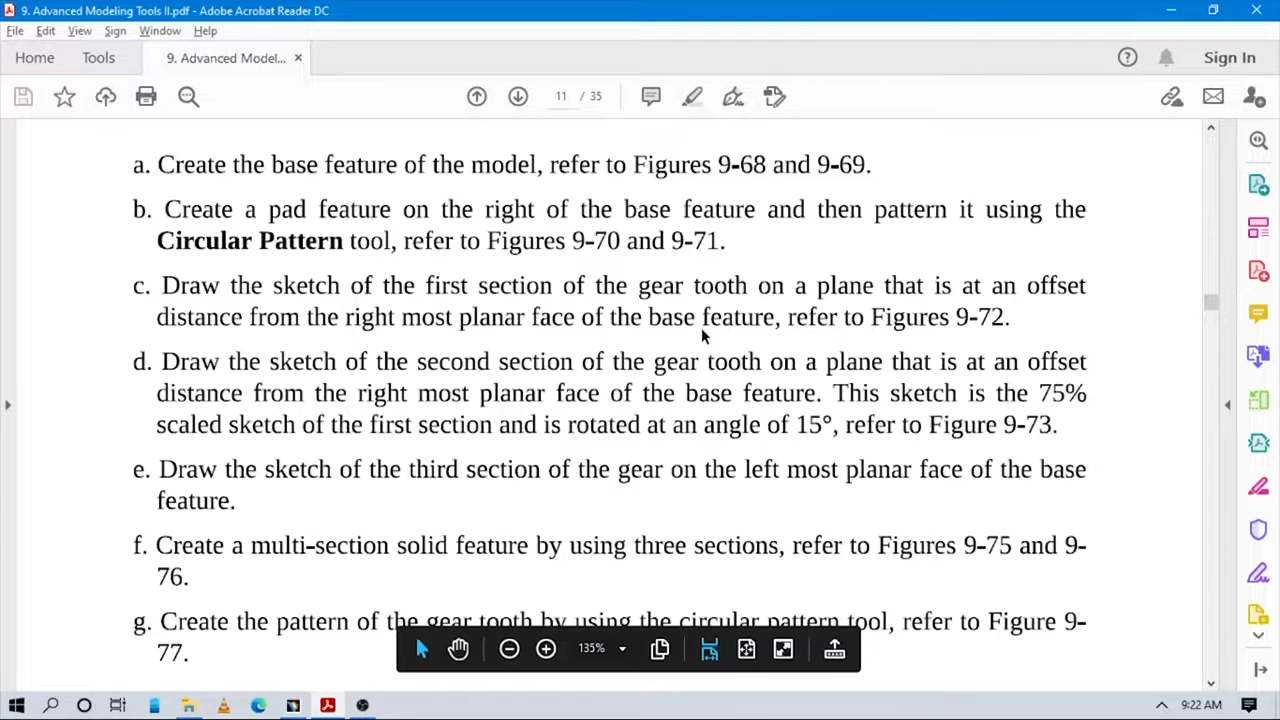 9. Advanced Modeling Tools II.pdf - Adobe Acrobat Reader DC
File Edit View Sign Window Help
Home Tools 9. Advanced Model... × Sign In
11 / 35
a. Create the base feature of the model, refer to Figures 9-68 and 9-69.
b. Create a pad feature on the right of the base feature and then pattern it using the
Circular Pattern tool, refer to Figures 9-70 and 9-71.
c. Draw the sketch of the first section of the gear tooth on a plane that is at an offset
distance from the right most planar face of the base feature, refer to Figures 9-72.
d. Draw the sketch of the second section of the gear tooth on a plane that is at an offset
distance from the right most planar face of the base feature. This sketch is the 75%
scaled sketch of the first section and is rotated at an angle of 15°, refer to Figure 9-73.
e. Draw the sketch of the third section of the gear on the left most planar face of the base
feature.
f. Create a multi-section solid feature by using three sections, refer to Figures 9-75 and 9-
76.
g. Create the pattern of the gear tooth by using the circular pattern tool, refer to Figure 9-
77.
135%
9:22 AM